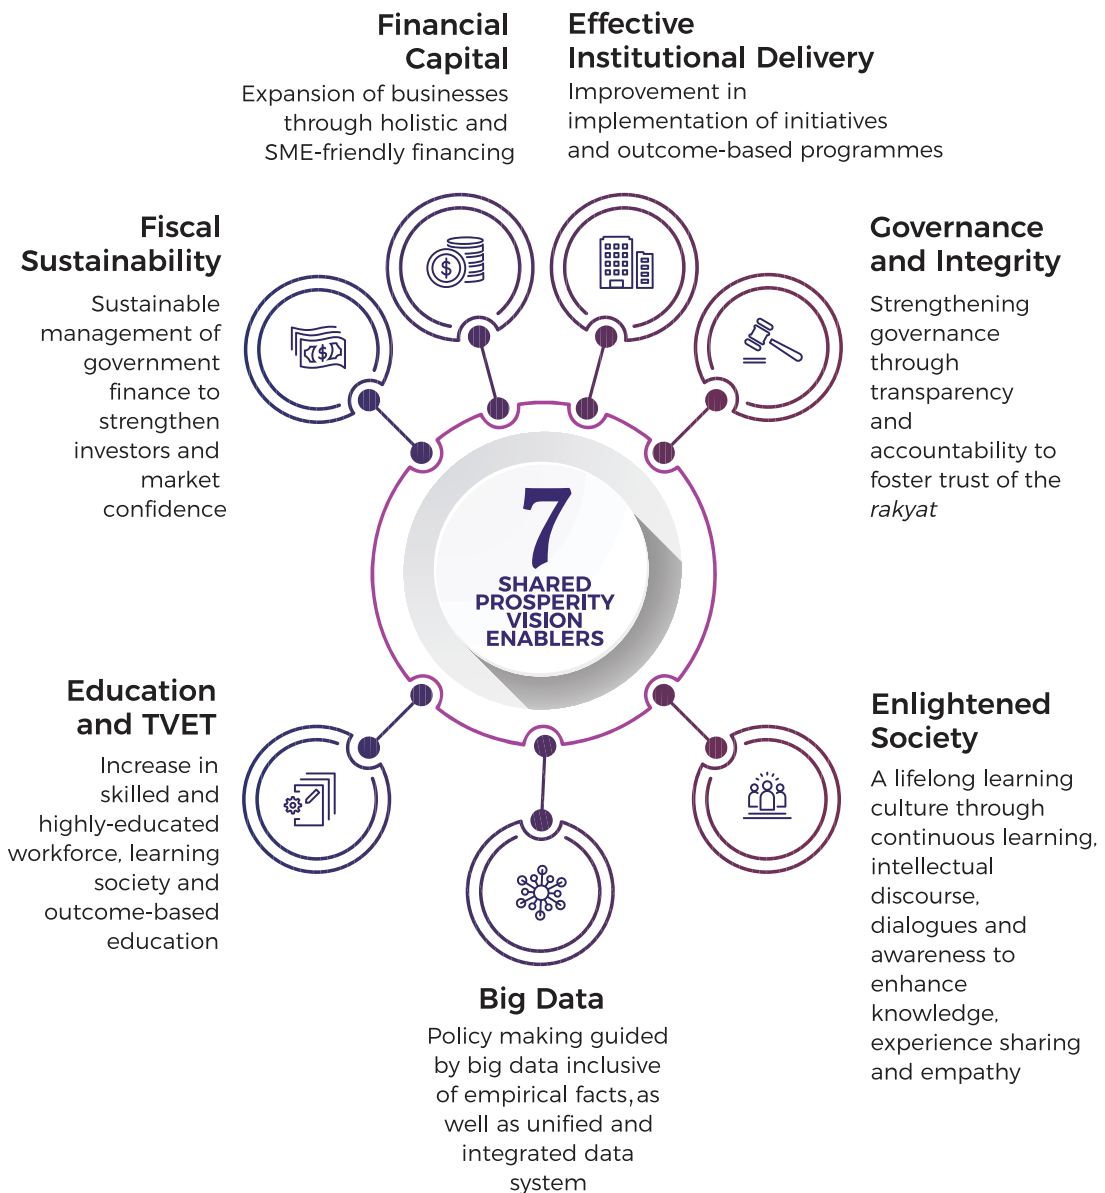 Financial
Capital
Expansion of businesses
through holistic and
SME-friendly financing
Effective
Institutional Delivery
Improvement in
implementation of initiatives
and outcome-based programmes
Fiscal
Sustainability
Sustainable
management of
government
finance to
strengthen
investors and
market
confidence
Governance
and Integrity
Strengthening
governance
through
transparency
and
accountability to
foster trust of the
rakyat
7
SHARED
PROSPERITY
VISION
ENABLERS
Education
and TVET
Increase in
skilled and
highly-educated
workforce, learning
society and
outcome-based
education
Enlightened
Society
A lifelong learning
culture through
continuous learning,
intellectual
discourse,
dialogues and
awareness to
enhance
knowledge,
experience sharing
and empathy
Big Data
Policy making guided
by big data inclusive
of empirical facts, as
well as unified and
integrated data
system